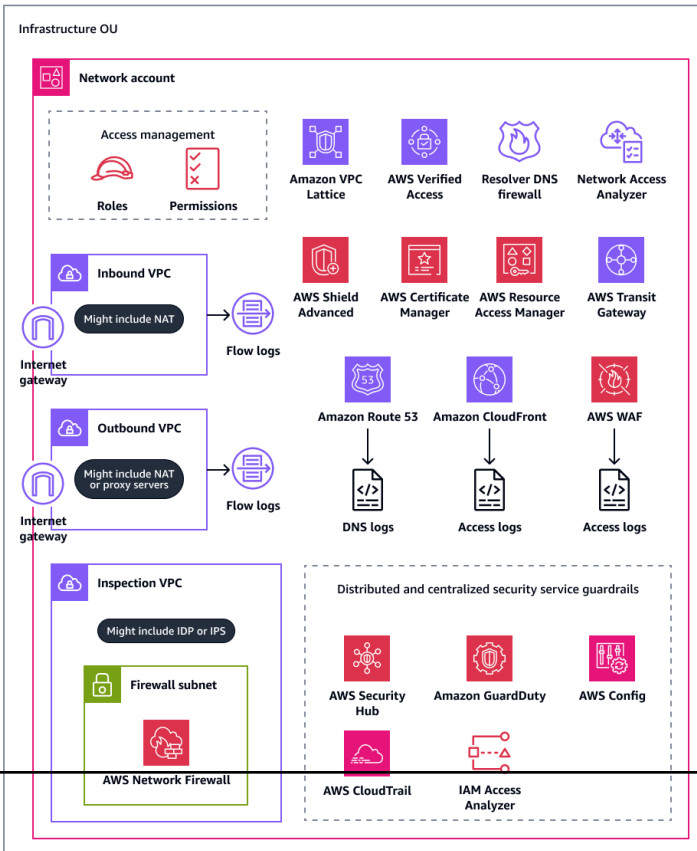 Infrastructure OU
Network account
Access management
Roles
Permissions
Amazon VPC
Lattice
AWS Verified
Access
Resolver DNS
firewall
Network Access
Analyzer
Inbound VPC
Might include NAT
Internet
gateway
Flow logs
AWS Shield
Advanced
AWS Certificate
Manager
AWS Resource
Access Manager
AWS Transit
Gateway
53
Amazon Route 53
Amazon CloudFront
AWS WAF
Outbound VPC
Might include NAT
or proxy servers
Internet
gateway
Flow logs
</>
DNS logs
</>
Access logs
</>
Access logs
Inspection VPC
Might include IDP or IPS
Firewall subnet
AWS Network Firewall
Distributed and centralized security service guardrails
AWS Security
Hub
Amazon GuardDuty
AWS Config
AWS CloudTrail
IAM Access
Analyzer